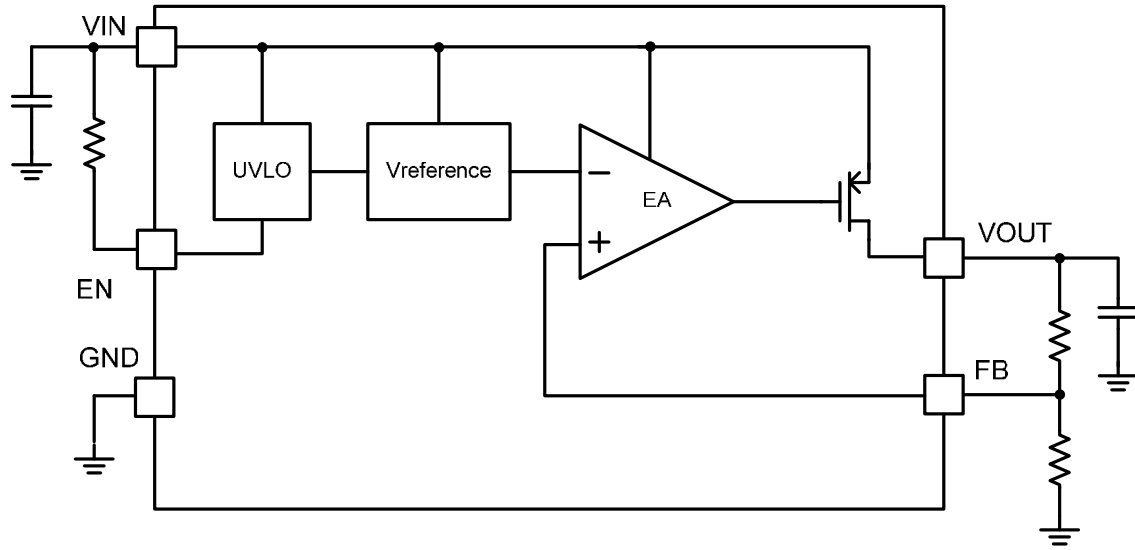 VIN
UVLO
Vreference
−
EA
+
VOUT
EN
GND
FB